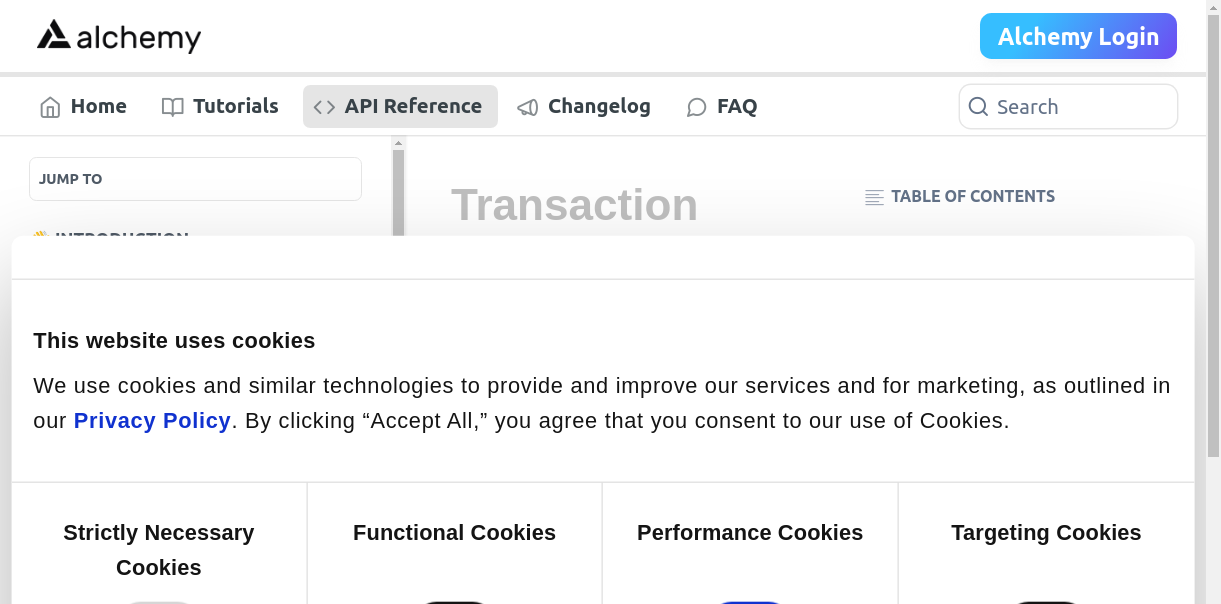 alchemy
Alchemy Login
Home
Tutorials
API Reference
Changelog
FAQ
Search
JUMP TO
Transaction
TABLE OF CONTENTS
INTRODUCTION
This website uses cookies
We use cookies and similar technologies to provide and improve our services and for marketing, as outlined in
our Privacy Policy. By clicking “Accept All,” you agree that you consent to our use of Cookies.
Strictly Necessary
Cookies
Functional Cookies
Performance Cookies
Targeting Cookies